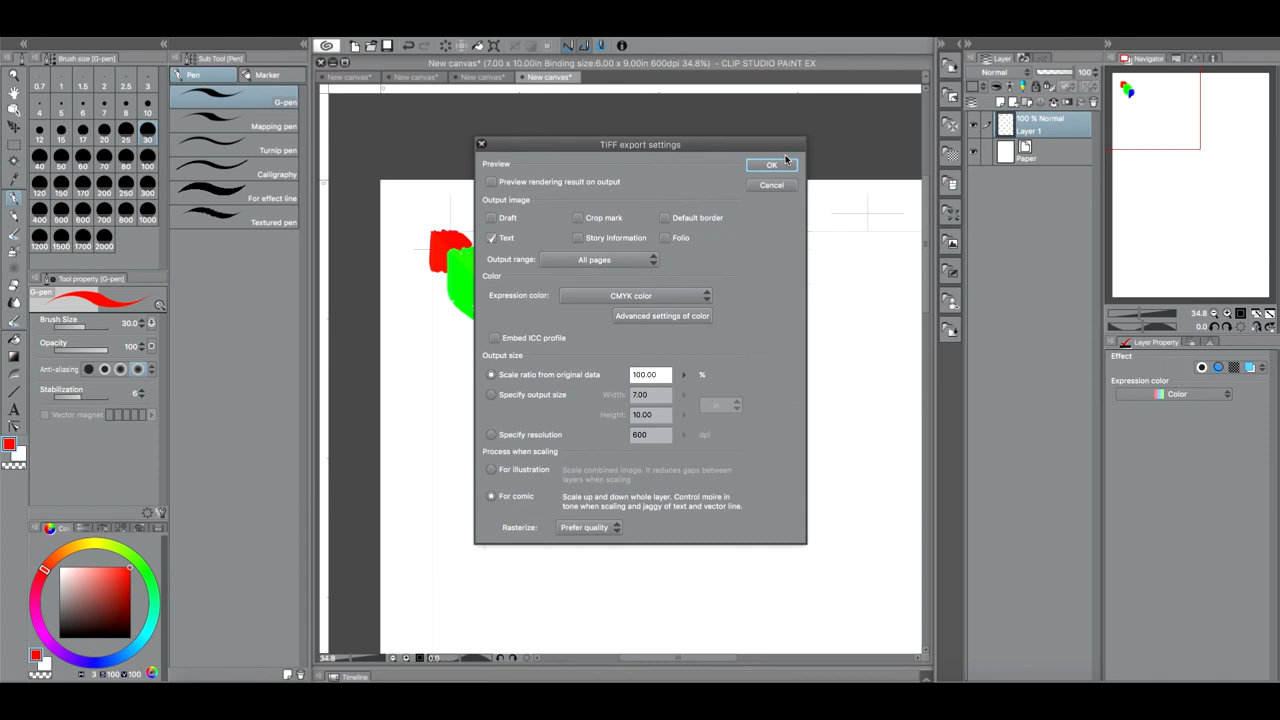 Brush size [G-pen]
Sub Tool [Pen]
New canvas* (7.00 x 10.00in Binding size:6.00 x 9.00in 600dpi 34.8%) - CLIP STUDIO PAINT EX
New canvas*
New canvas*
New canvas*
New canvas*
Pen
Marker
0.7 1 1.5 2 2.5 3
4 5 6 7 8 10
12 15 17 20 25 30
40 50 60 70 80 100
120 150 170 200 250 300
400 500 600 700 800 1000
1200 1500 1700 2000
G-pen
Mapping pen
Turnip pen
Calligraphy
For effect line
Textured pen
Tool property [G-pen]
G-pen
Brush Size 30.0
Opacity 100
Anti-aliasing
Stabilization 6
Vector magnet
H 3 S 100 V 100
TIFF export settings
Preview
Preview rendering result on output
OK
Cancel
Output image
Draft
Crop mark
Default border
Text
Story Information
Folio
Output range: All pages
Color
Expression color: CMYK color
Advanced settings of color
Embed ICC profile
Output size
Scale ratio from original data 100.00 %
Specify output size Width: 7.00
in
Height: 10.00
Specify resolution 600 dpi
Process when scaling
For illustration
Scale combined image. It reduces gaps between
layers when scaling
For comic
Scale up and down whole layer. Control moire in
tone when scaling and jaggy of text and vector line.
Rasterize: Prefer quality
34.8
0.0
Timeline
Layer
Normal 100
100 % Normal
Layer 1
Paper
Navigator
34.8
0.0
Layer Property
Effect
Expression color
Color